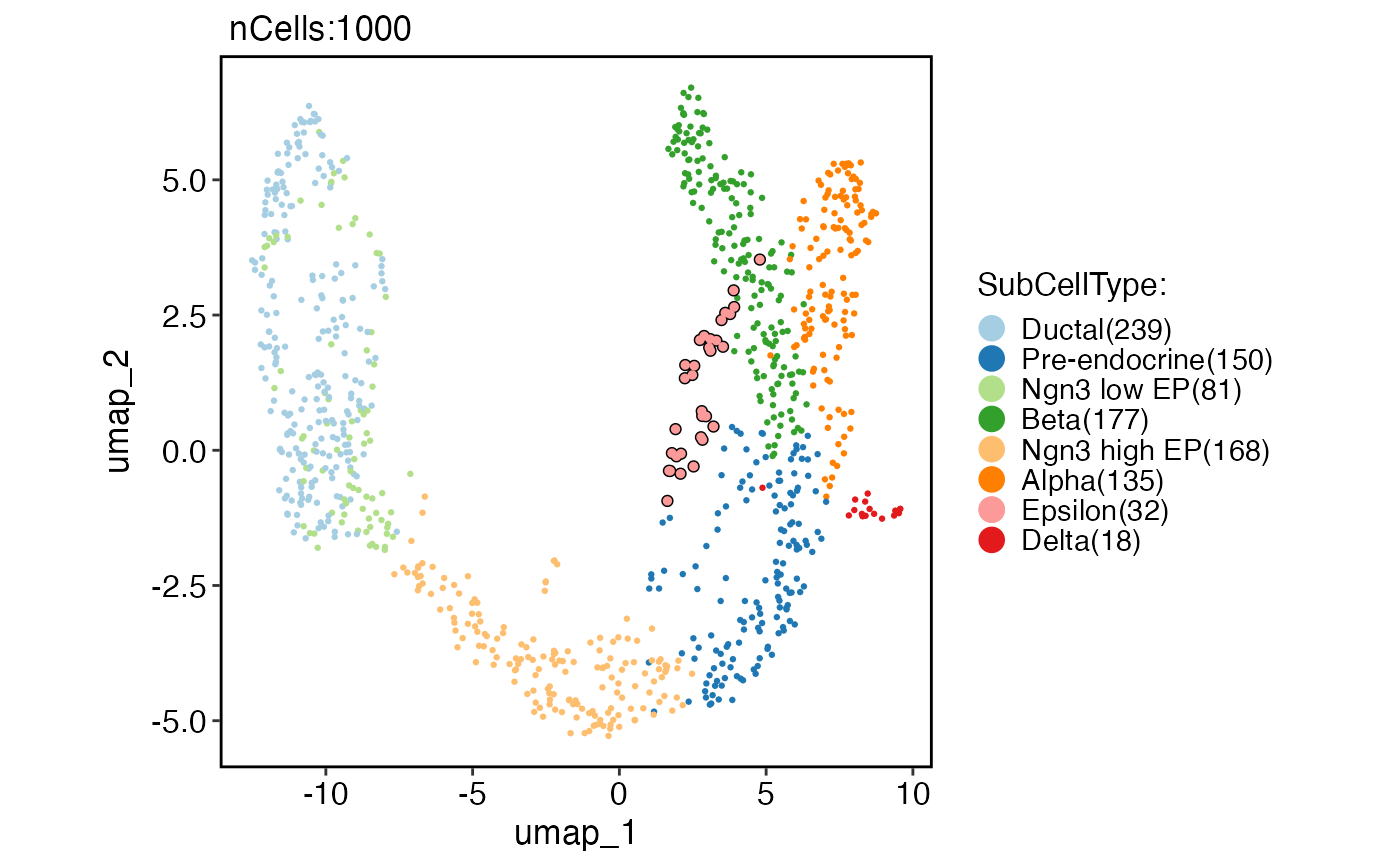 nCells:1000
5.0
2.5
0.0
-2.5
-5.0
umap_2
-10
-5
0
5
10
umap_1
SubCellType:
Ductal(239)
Pre-endocrine(150)
Ngn3 low EP(81)
Beta(177)
Ngn3 high EP(168)
Alpha(135)
Epsilon(32)
Delta(18)